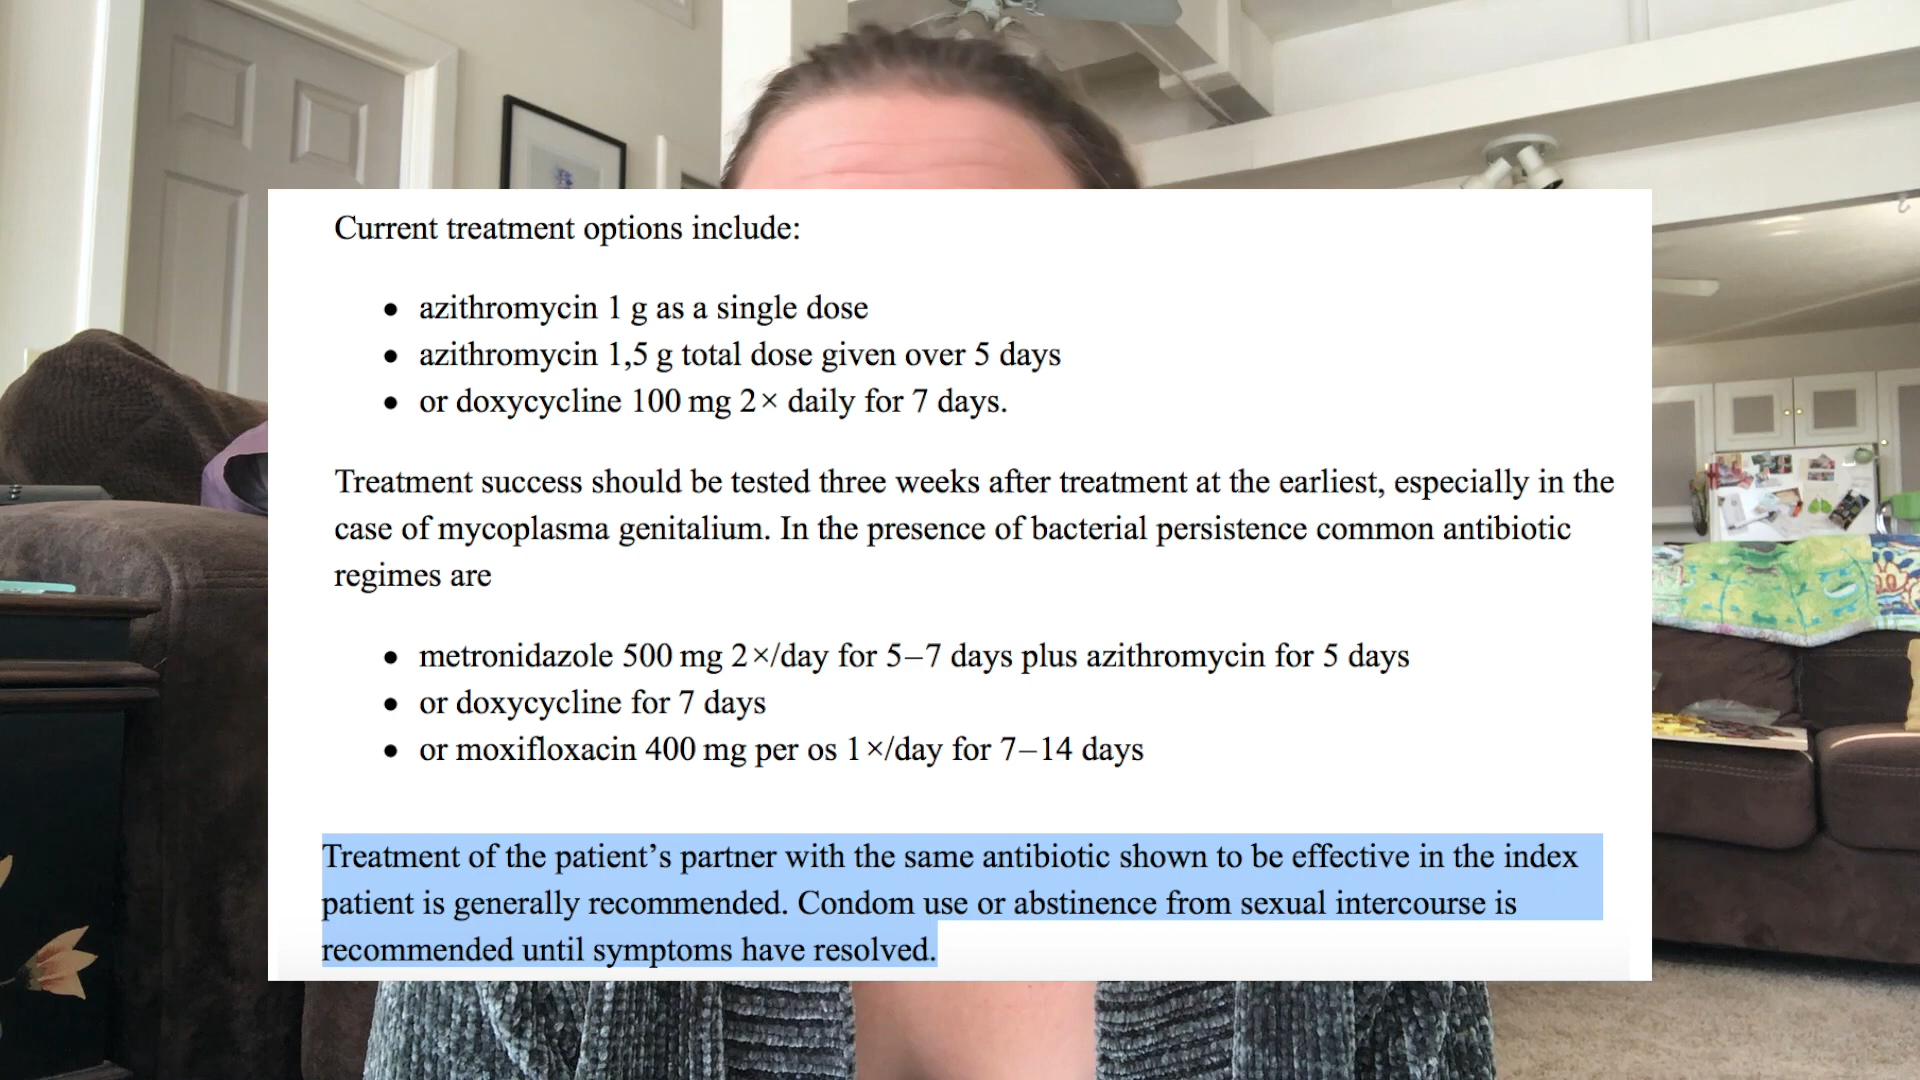 Current treatment options include:
• azithromycin 1 g as a single dose
• azithromycin 1,5 g total dose given over 5 days
• or doxycycline 100 mg 2× daily for 7 days.
Treatment success should be tested three weeks after treatment at the earliest, especially in the
case of mycoplasma genitalium. In the presence of bacterial persistence common antibiotic
regimes are
• metronidazole 500 mg 2×/day for 5–7 days plus azithromycin for 5 days
• or doxycycline for 7 days
• or moxifloxacin 400 mg per os 1×/day for 7–14 days
Treatment of the patient’s partner with the same antibiotic shown to be effective in the index
patient is generally recommended. Condom use or abstinence from sexual intercourse is
recommended until symptoms have resolved.